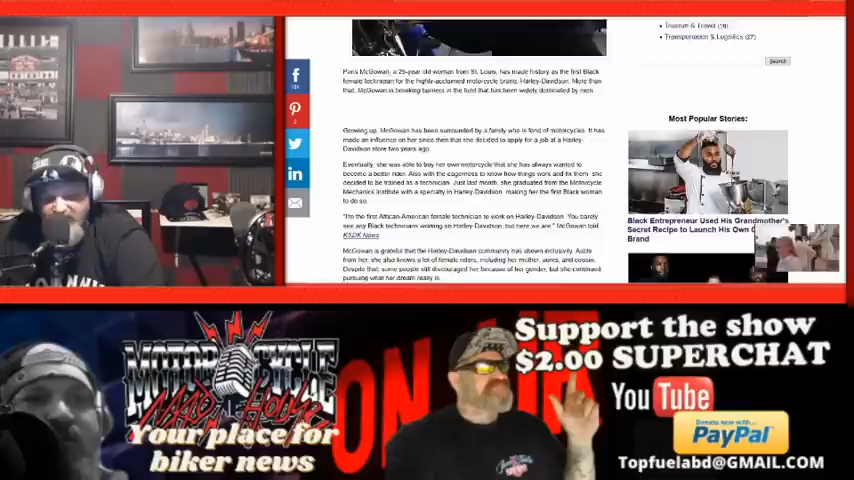 Tourism & Travel (39)
Transportation & Logistics (27)
Search
Paris McGowan, a 25-year old woman from St. Louis, has made history as the first Black
female technician for the highly-acclaimed motorcycle brand, Harley-Davidson. More than
that, McGowan is breaking barriers in the field that has been widely dominated by men.
Growing up, McGowan has been surrounded by a family who is fond of motorcycles. It has
made an influence on her since then that she decided to apply for a job at a Harley-
Davidson store two years ago.
Eventually, she was able to buy her own motorcycle that she has always wanted to
become a better rider. Also with the eagerness to know how things work and fix them, she
decided to be trained as a technician. Just last month, she graduated from the Motorcycle
Mechanics Institute with a specialty in Harley-Davidson, making her the first Black woman
to do so.
"I'm the first African-American female technician to work on Harley-Davidson. You barely
see any Black technicians working on Harley-Davidson, but here we are," McGowan told
KSDK News
McGowan is grateful that the Harley-Davidson community has shown inclusivity. Aside
from her, she also knows a lot of female riders, including her mother, aunts, and cousin.
Despite that, some people still discouraged her because of her gender, but she continued
pursuing what her dream really is.
Most Popular Stories:
Black Entrepreneur Used His Grandmother's
Secret Recipe to Launch His Own
Brand
MOTORCYCLE
MAD HOUSE
Your place for
biker news
ON AIR
Support the show
$2.00 SUPERCHAT
YouTube
Donate now with...
PayPal
Topfuelabd@GMAIL.COM